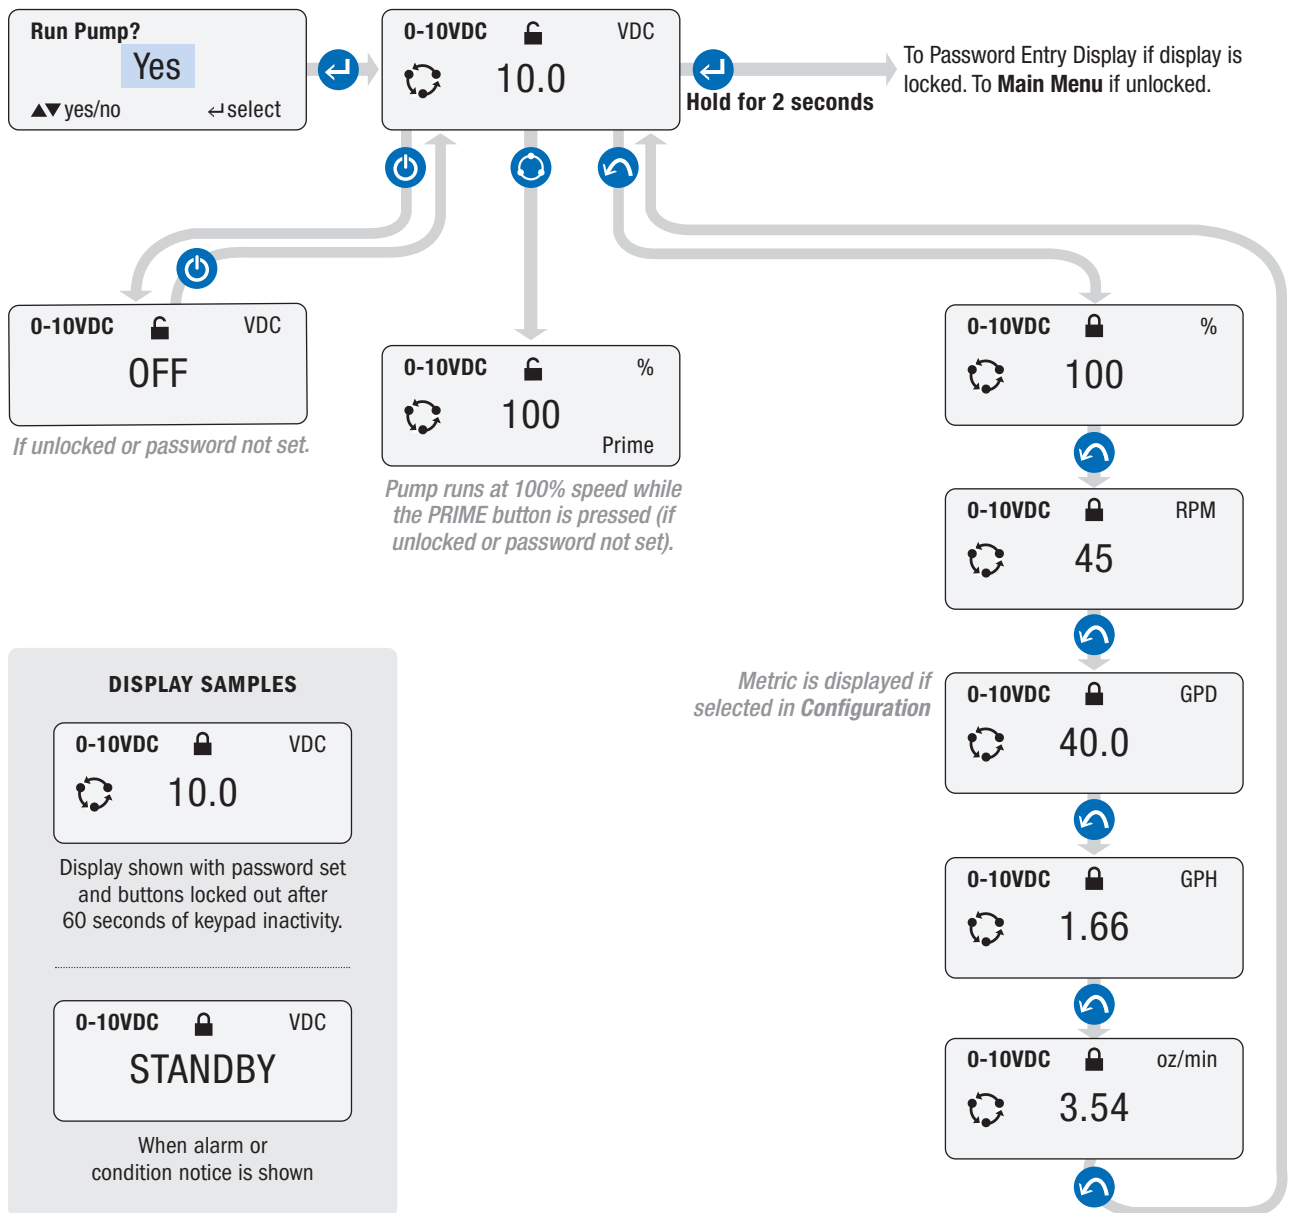 Run Pump?
Yes
▲▼ yes/no ↵ select
0-10VDC VDC
10.0
Hold for 2 seconds
To Password Entry Display if display is
locked. To Main Menu if unlocked.
0-10VDC VDC
OFF
If unlocked or password not set.
0-10VDC %
100
Prime
Pump runs at 100% speed while
the PRIME button is pressed (if
unlocked or password not set).
0-10VDC %
100
0-10VDC RPM
45
Metric is displayed if
selected in Configuration
0-10VDC GPD
40.0
0-10VDC GPH
1.66
0-10VDC oz/min
3.54
DISPLAY SAMPLES
0-10VDC VDC
10.0
Display shown with password set
and buttons locked out after
60 seconds of keypad inactivity.
0-10VDC VDC
STANDBY
When alarm or
condition notice is shown